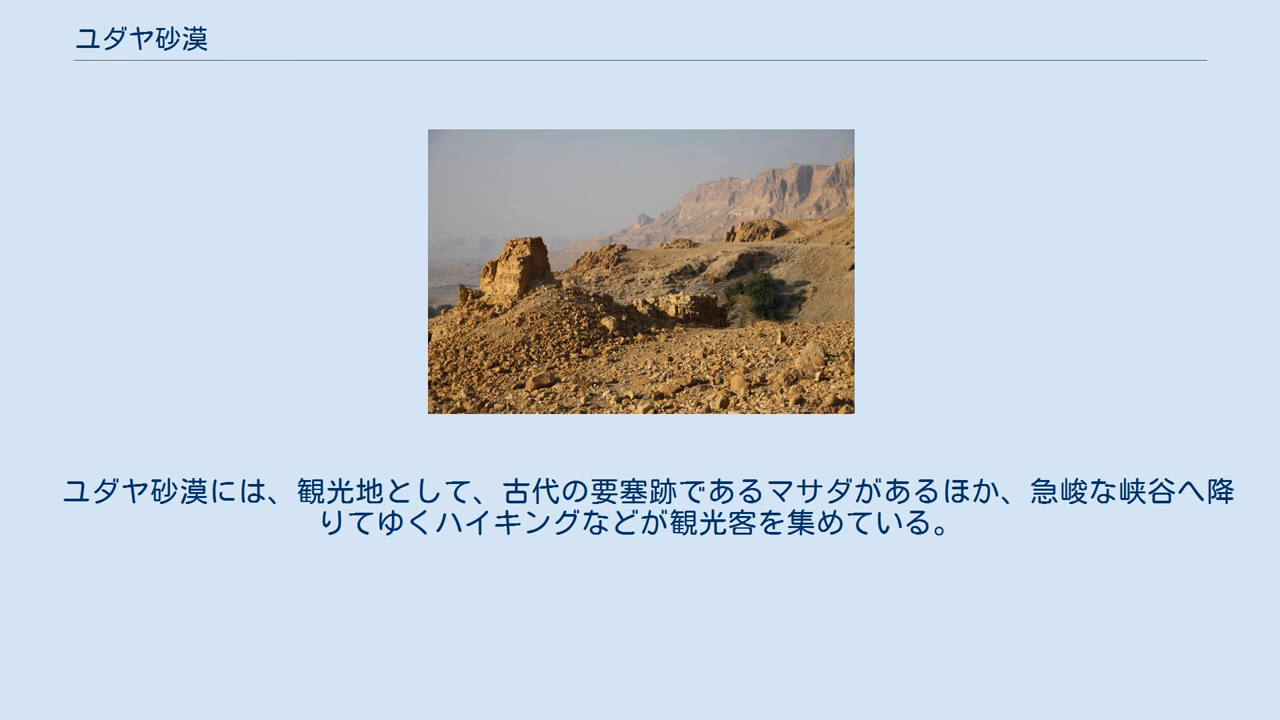 ユダヤ砂漠
ユダヤ砂漠には、観光地として、古代の要塞跡であるマサダがあるほか、急峻な峡谷へ降
りてゆくハイキングなどが観光客を集めている。